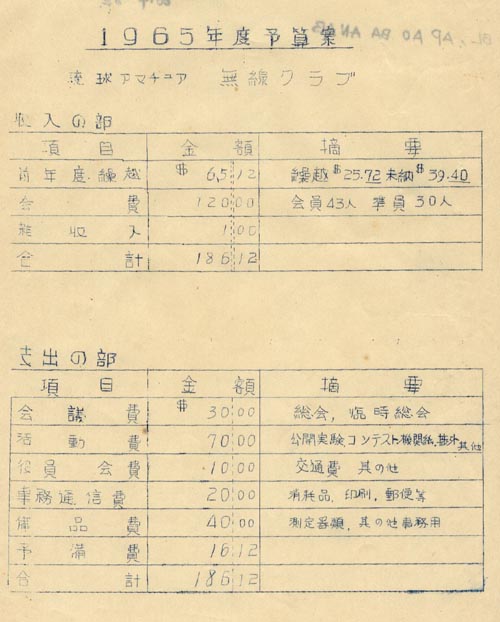 1965年度予算案
琉球アマチュア 無線クラブ
収入の部
項目 金額 摘要
前年度繰越 $65.12 繰越$25.72 未納$39.40
会費 120.00 会員43人 準員30人
雑収入 1.00
合計 186.12
支出の部
項目 金額 摘要
会議費 $30.00 総会,臨時総会
活動費 70.00 公開実験コンテスト機関紙, 其他
役員会費 10.00 交通費 其の他
事務通信費 20.00 消耗品,印刷,郵便等
備品費 40.00 測定器類,其の他事務用
予備費 16.12
合計 186.12